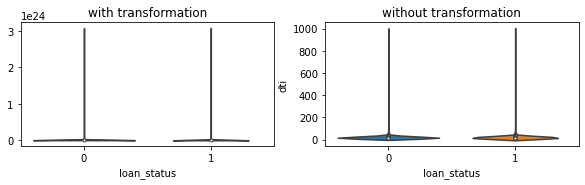 with transformation
1e24
3
2
1
0
0
1
loan_status
without transformation
1000
800
600
400
200
0
dti
0
1
loan_status